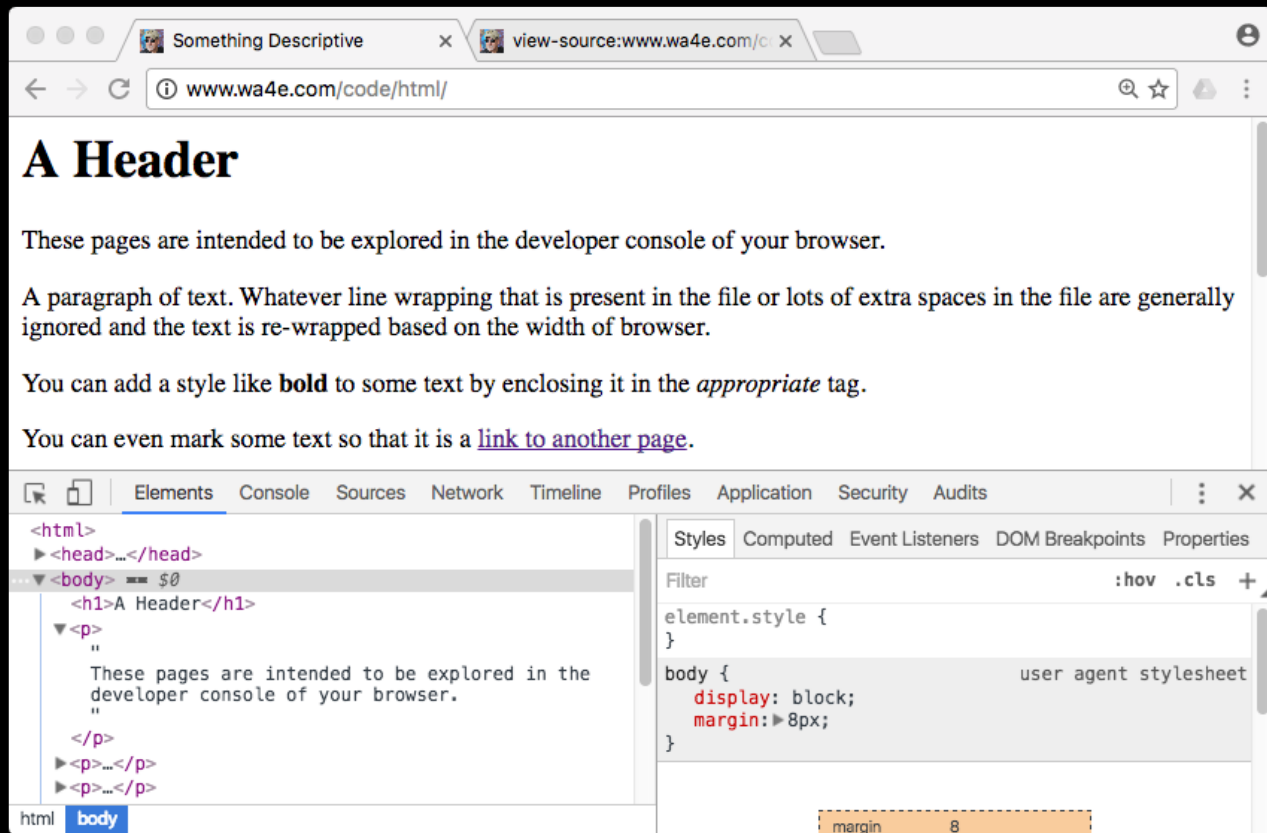 Something Descriptive
view-source:www.wa4e.com/c
www.wa4e.com/code/html/
A Header
These pages are intended to be explored in the developer console of your browser.
A paragraph of text. Whatever line wrapping that is present in the file or lots of extra spaces in the file are generally
ignored and the text is re-wrapped based on the width of browser.
You can add a style like bold to some text by enclosing it in the appropriate tag.
You can even mark some text so that it is a link to another page.
Elements Console Sources Network Timeline Profiles Application Security Audits
<html>
▶<head>…</head>
…▼<body> == $0
<h1>A Header</h1>
▼<p>
"
These pages are intended to be explored in the
developer console of your browser.
"
</p>
▶<p>…</p>
▶<p>…</p>
html body
Styles Computed Event Listeners DOM Breakpoints Properties
Filter :hov .cls +
element.style {
}
body { user agent stylesheet
display: block;
margin:▶8px;
}
margin 8